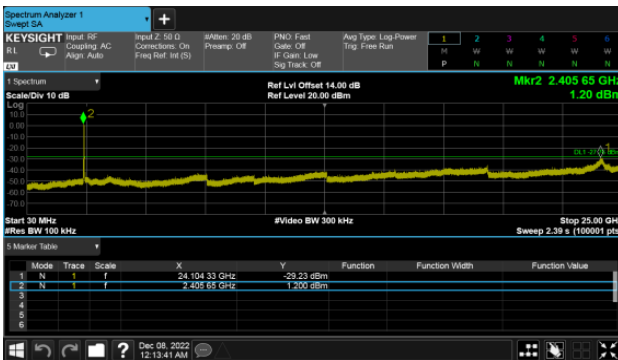 Spectrum Analyzer 1
Swept SA
+
KEYSIGHT Input: RF Input Z: 50 Ω #Atten: 20 dB PNO: Fast Avg Type: Log-Power 1 2 3 4 5 6
RL Coupling: AC Corrections: On Preamp: Off Gate: Off Trig: Free Run M W W W W W
Align: Auto Freq Ref: Int (S) IF Gain: Low P N N N N N
LXI Sig Track: Off
1 Spectrum Ref Lvl Offset 14.00 dB Mkr2 2.405 65 GHz
Scale/Div 10 dB Ref Level 20.00 dBm 1.20 dBm
Log
10.0
0.00
-10.0
-20.0
-30.0
-40.0
-50.0
-60.0
-70.0
2
1
Start 30 MHz #Video BW 300 kHz Stop 25.00 GHz
#Res BW 100 kHz Sweep 2.39 s (100001 pts
5 Marker Table
Mode Trace Scale X Y Function Function Width Function Value
1 N 1 f 24.104 33 GHz -29.23 dBm
2 N 1 f 2.405 65 GHz 1.200 dBm
3
4
5
6
? Dec 08, 2022
12:13:41 AM